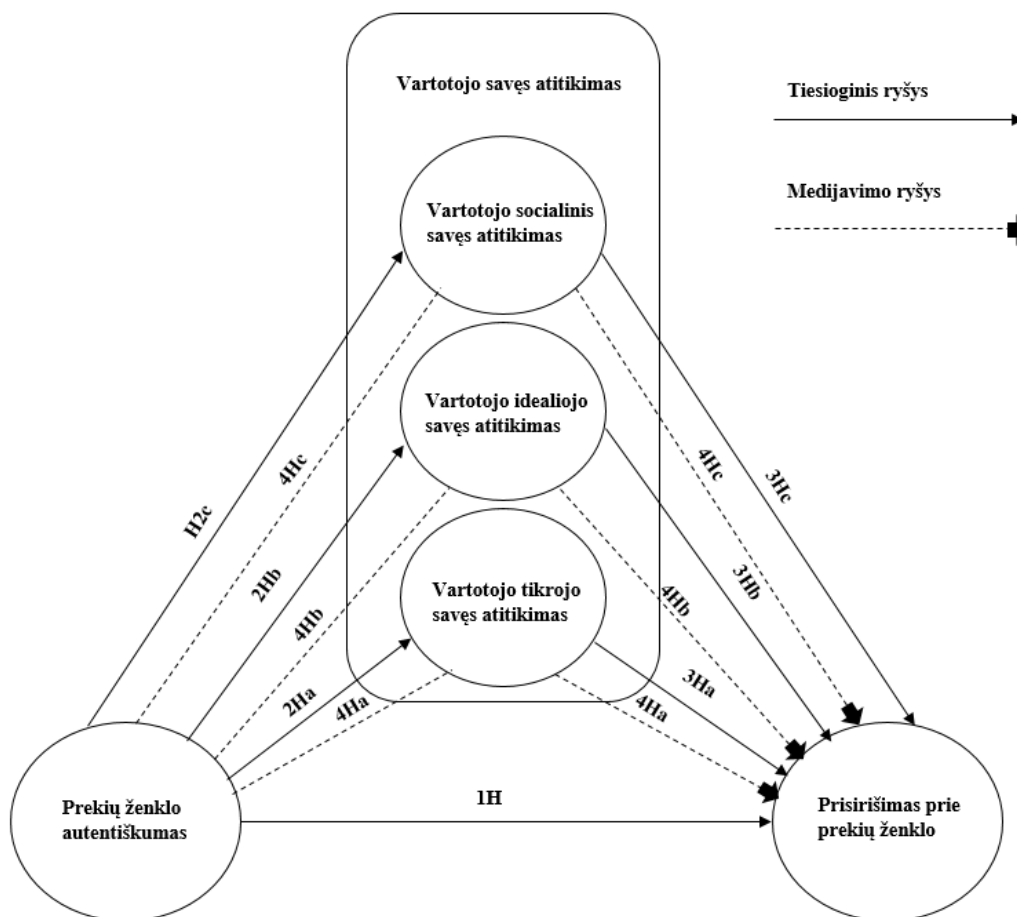 Vartotojo savęs atitikimas
Tiesioginis ryšys
Medijavimo ryšys
Vartotojo socialinis
savęs atitikimas
Vartotojo idealiojo
savęs atitikimas
Vartotojo tikrojo
savęs atitikimas
H2c
4Hc
2Hb
4Hb
2Ha
4Ha
4Hc
3Hc
3Hb
4Hb
3Ha
4Ha
1H
Prekių ženklo
autentiškumas
Prisirišimas prie
prekių ženklo